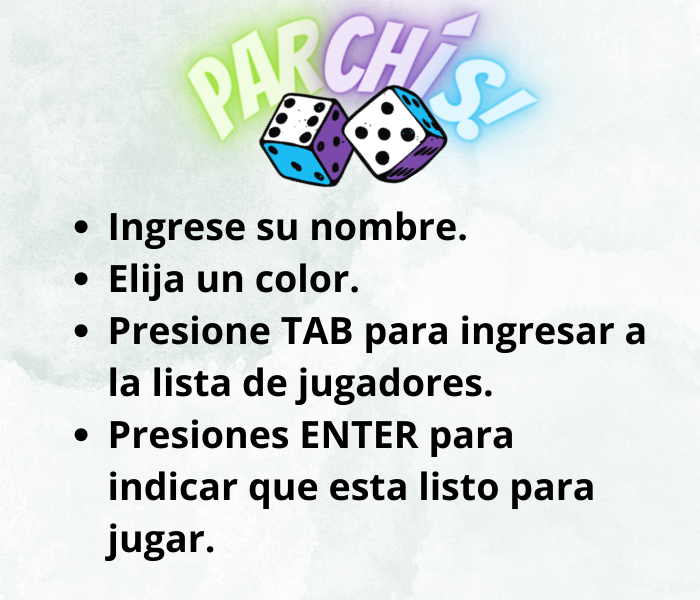 PARCHÍS!
• Ingrese su nombre.
• Elija un color.
• Presione TAB para ingresar a
la lista de jugadores.
• Presiones ENTER para
indicar que esta listo para
jugar.